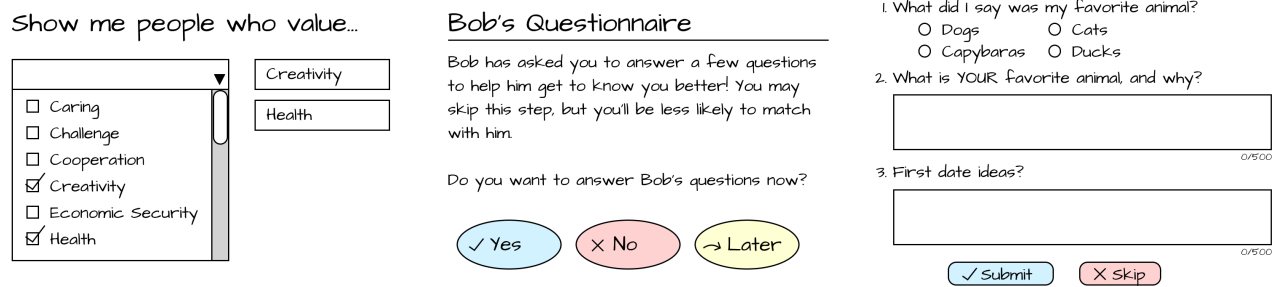 Show me people who value...
Caring
Challenge
Cooperation
Creativity
Economic Security
Health
Creativity
Health
Bob's Questionnaire
Bob has asked you to answer a few questions
to help him get to know you better! You may
skip this step, but you'll be less likely to match
with him.
Do you want to answer Bob's questions now?
Yes
No
Later
1. What did I say was my favorite animal?
Dogs
Cats
Capybaras
Ducks
2. What is YOUR favorite animal, and why?
0/500
3. First date ideas?
0/500
Submit
Skip